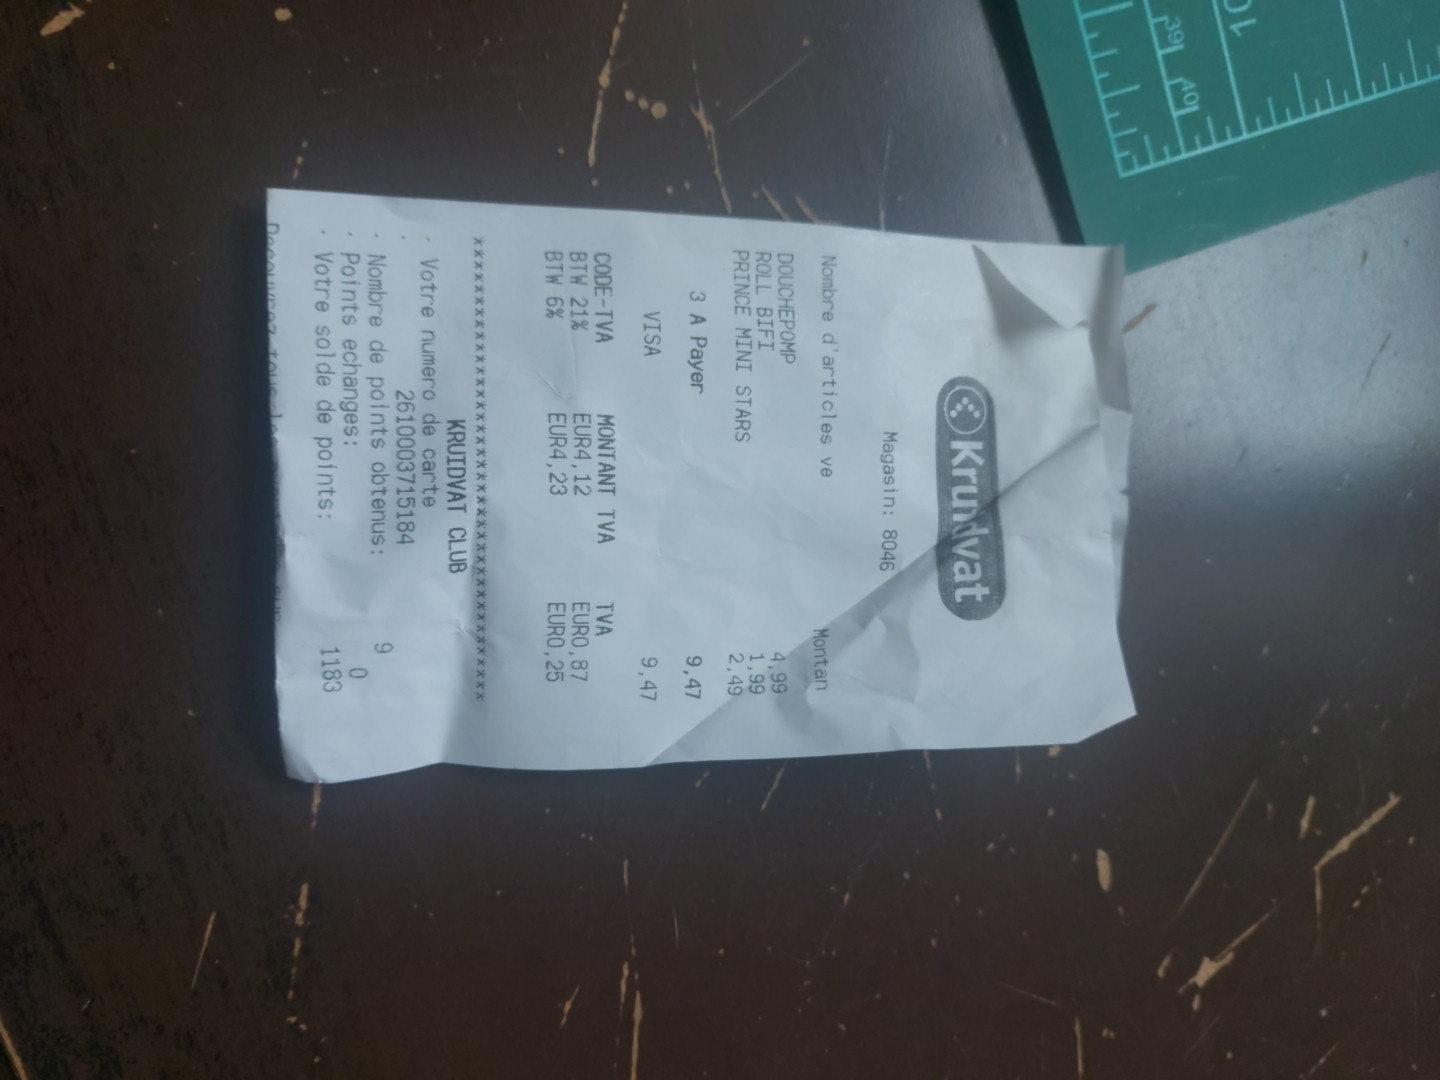 Kruidvat
Magasin: 8046
Nombre d'articles ve Montan
DOUCHEPOMP 4,99
ROLL BIFI 1,99
PRINCE MINI STARS 2,49
3 A Payer 9,47
VISA 9,47
CODE-TVA MONTANT TVA TVA
BTW 21% EUR4,12 EUR0,87
BTW 6% EUR4,23 EUR0,25
KRUIDVAT CLUB
. Votre numero de carte
. 2610003715184
. Nombre de points obtenus: 9
. Points echanges: 0
. Votre solde de points: 1183
39
40
10